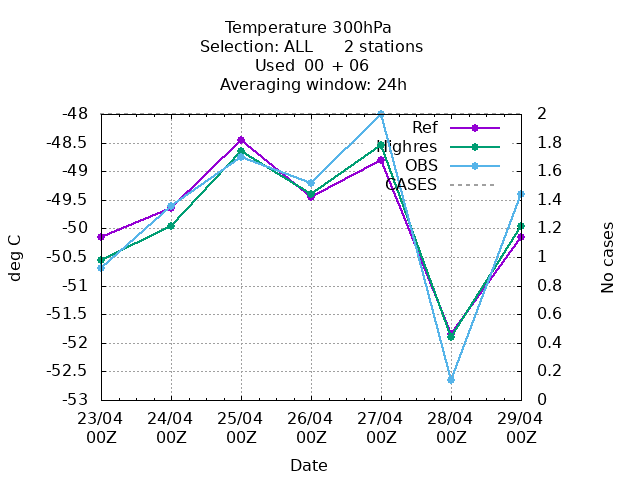 Temperature 300hPa
Selection: ALL 2 stations
Used 00 + 06
Averaging window: 24h
-48
-48.5
-49
-49.5
-50
-50.5
-51
-51.5
-52
-52.5
-53
deg C
Ref
Highres
OBS
CASES
2
1.8
1.6
1.4
1.2
1
0.8
0.6
0.4
0.2
0
No cases
23/04 24/04 25/04 26/04 27/04 28/04 29/04
00Z 00Z 00Z 00Z 00Z 00Z 00Z
Date